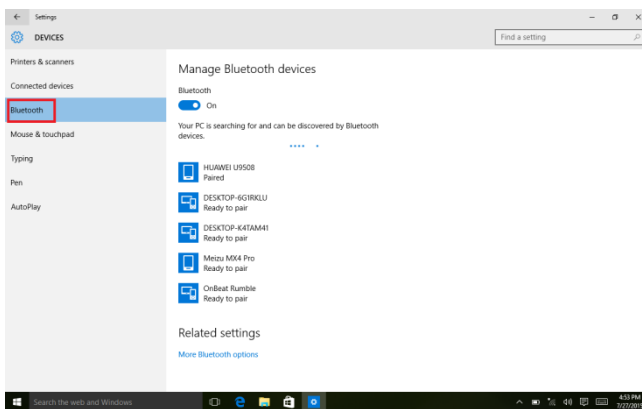 Settings
DEVICES
Find a setting
Printers & scanners
Connected devices
Bluetooth
Mouse & touchpad
Typing
Pen
AutoPlay
Manage Bluetooth devices
Bluetooth
On
Your PC is searching for and can be discovered by Bluetooth
devices.
HUAWEI U9508
Paired
DESKTOP-6G1RKLU
Ready to pair
DESKTOP-K4TAM41
Ready to pair
Meizu MX4 Pro
Ready to pair
OnBeat Rumble
Ready to pair
Related settings
More Bluetooth options
Search the web and Windows
4:53 PM